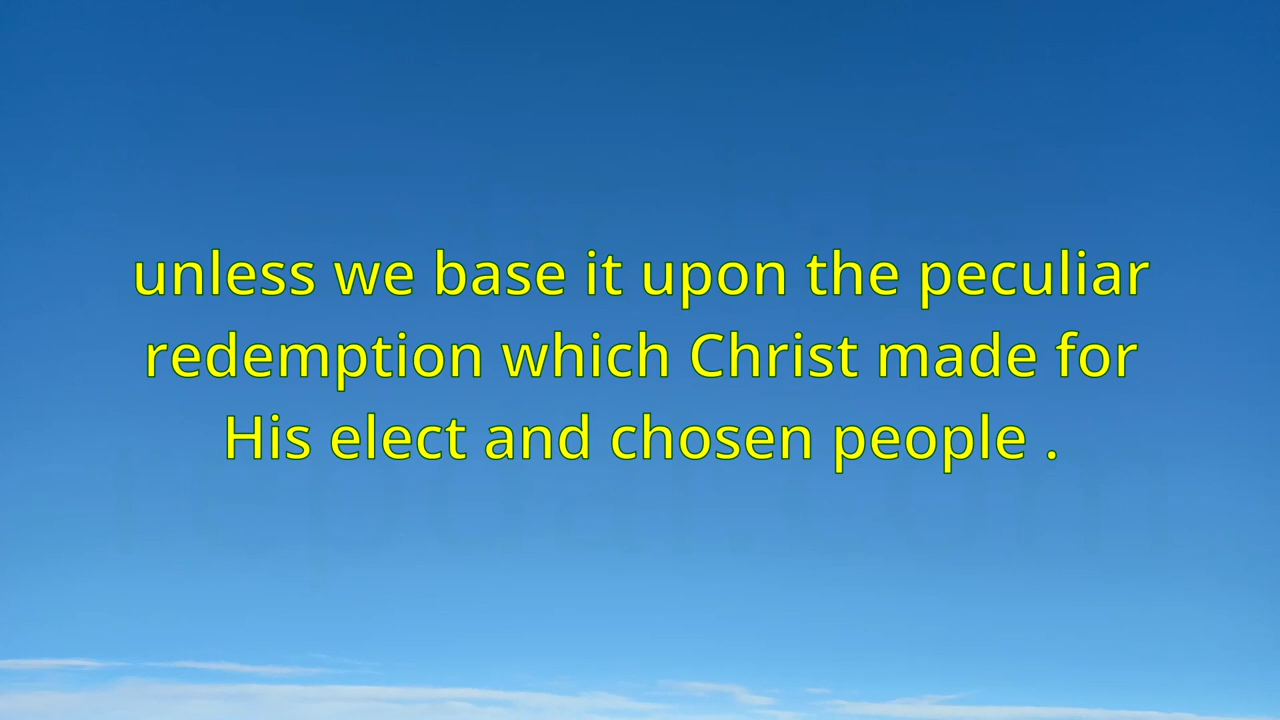 unless we base it upon the peculiar
redemption which Christ made for
His elect and chosen people .